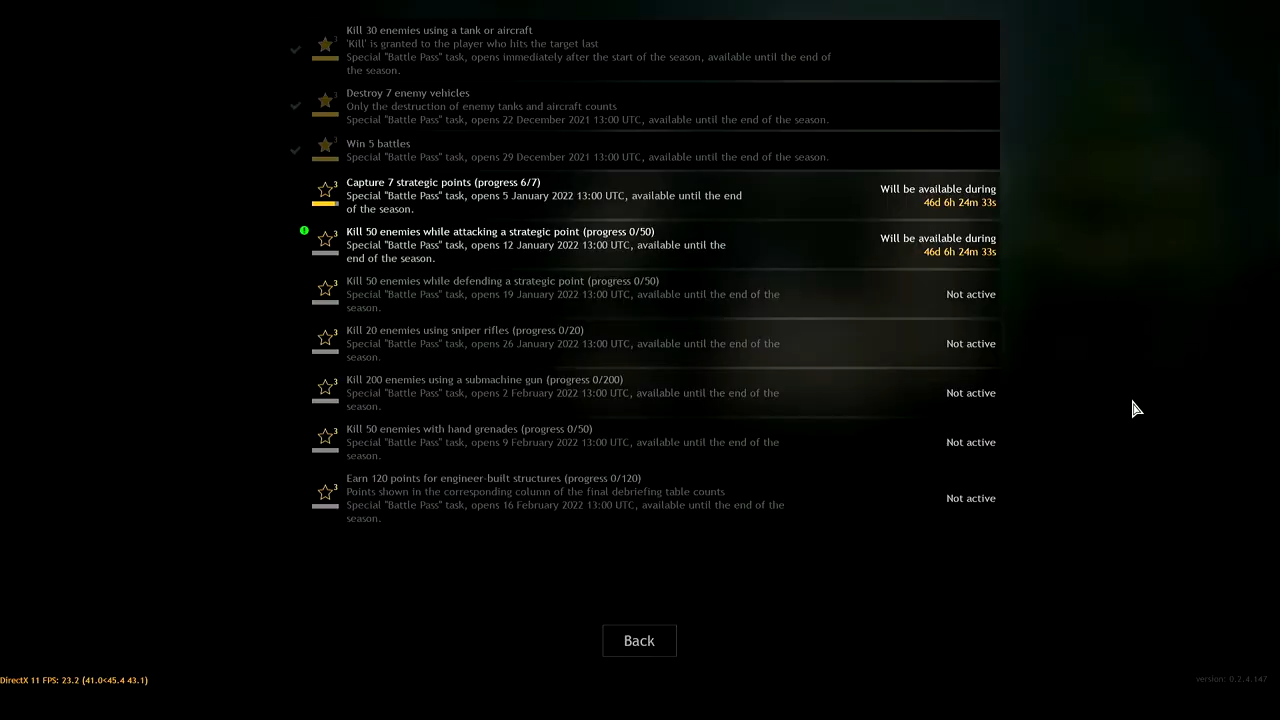 Kill 30 enemies using a tank or aircraft
3
'Kill' is granted to the player who hits the target last
Special "Battle Pass" task, opens immediately after the start of the season, available until the end of
the season.
Destroy 7 enemy vehicles
3
Only the destruction of enemy tanks and aircraft counts
Special "Battle Pass" task, opens 22 December 2021 13:00 UTC, available until the end of the season.
Win 5 battles
3
Special "Battle Pass" task, opens 29 December 2021 13:00 UTC, available until the end of the season.
Capture 7 strategic points (progress 6/7)
3
Special "Battle Pass" task, opens 5 January 2022 13:00 UTC, available until the end
of the season.
Will be available during
46d 6h 24m 33s
Kill 50 enemies while attacking a strategic point (progress 0/50)
3
Special "Battle Pass" task, opens 12 January 2022 13:00 UTC, available until the
end of the season.
Will be available during
46d 6h 24m 33s
Kill 50 enemies while defending a strategic point (progress 0/50)
3
Special "Battle Pass" task, opens 19 January 2022 13:00 UTC, available until the end of the
season.
Not active
Kill 20 enemies using sniper rifles (progress 0/20)
3
Special "Battle Pass" task, opens 26 January 2022 13:00 UTC, available until the end of the
season.
Not active
Kill 200 enemies using a submachine gun (progress 0/200)
3
Special "Battle Pass" task, opens 2 February 2022 13:00 UTC, available until the end of the
season.
Not active
Kill 50 enemies with hand grenades (progress 0/50)
3
Special "Battle Pass" task, opens 9 February 2022 13:00 UTC, available until the end of the
season.
Not active
Earn 120 points for engineer-built structures (progress 0/120)
3
Points shown in the corresponding column of the final debriefing table counts
Special "Battle Pass" task, opens 16 February 2022 13:00 UTC, available until the end of the
season.
Not active
Back
DirectX 11 FPS: 23.2 (41.0<45.4 43.1)
version: 0.2.4.147